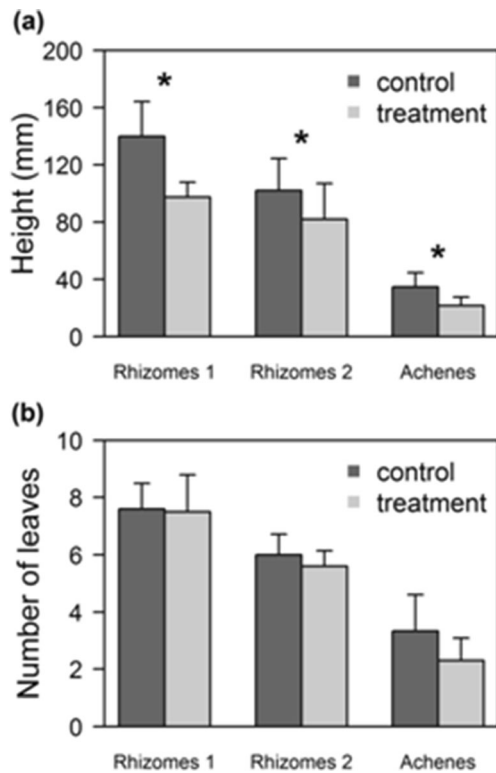 (a)
200
160
120
80
40
0
Height (mm)
*
*
*
control
treatment
Rhizomes 1 Rhizomes 2 Achenes
(b)
10
8
6
4
2
0
Number of leaves
control
treatment
Rhizomes 1 Rhizomes 2 Achenes